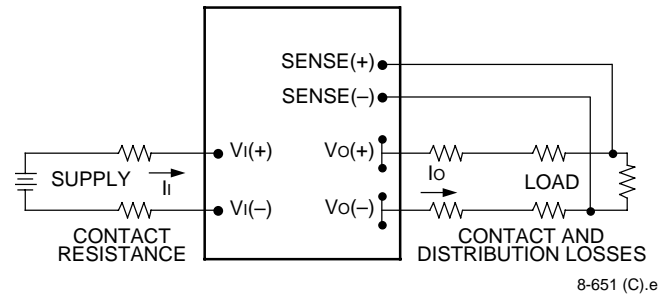 SENSE(+)
SENSE(–)
VI(+)
VO(+)
IO
SUPPLY
II
LOAD
VI(–)
VO(–)
CONTACT
RESISTANCE
CONTACT AND
DISTRIBUTION LOSSES
8-651 (C).e